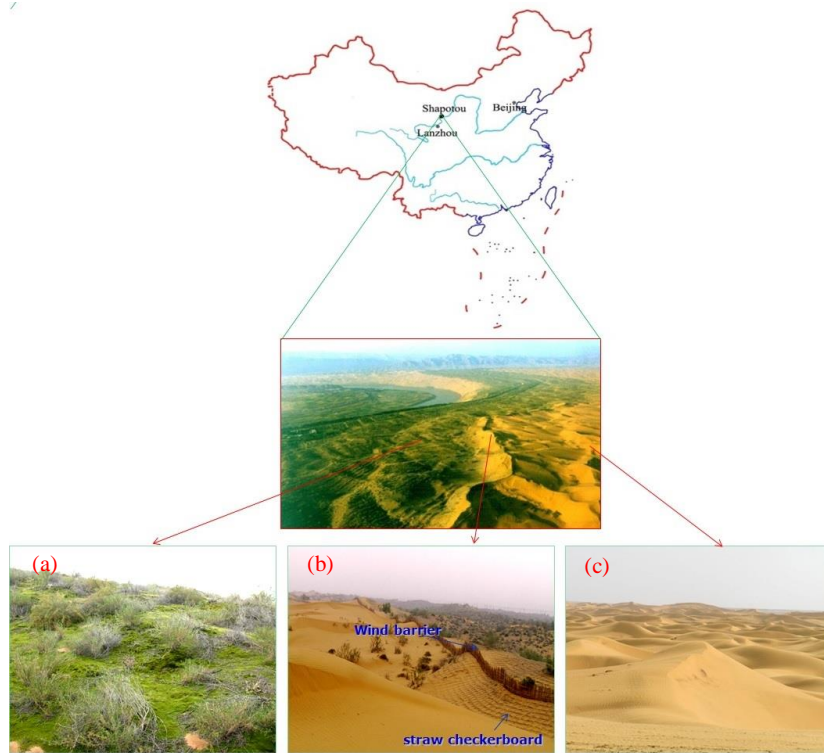 Shapotou
Beijing
Lanzhou
(a)
(b)
(c)
Wind barrier
straw checkerboard